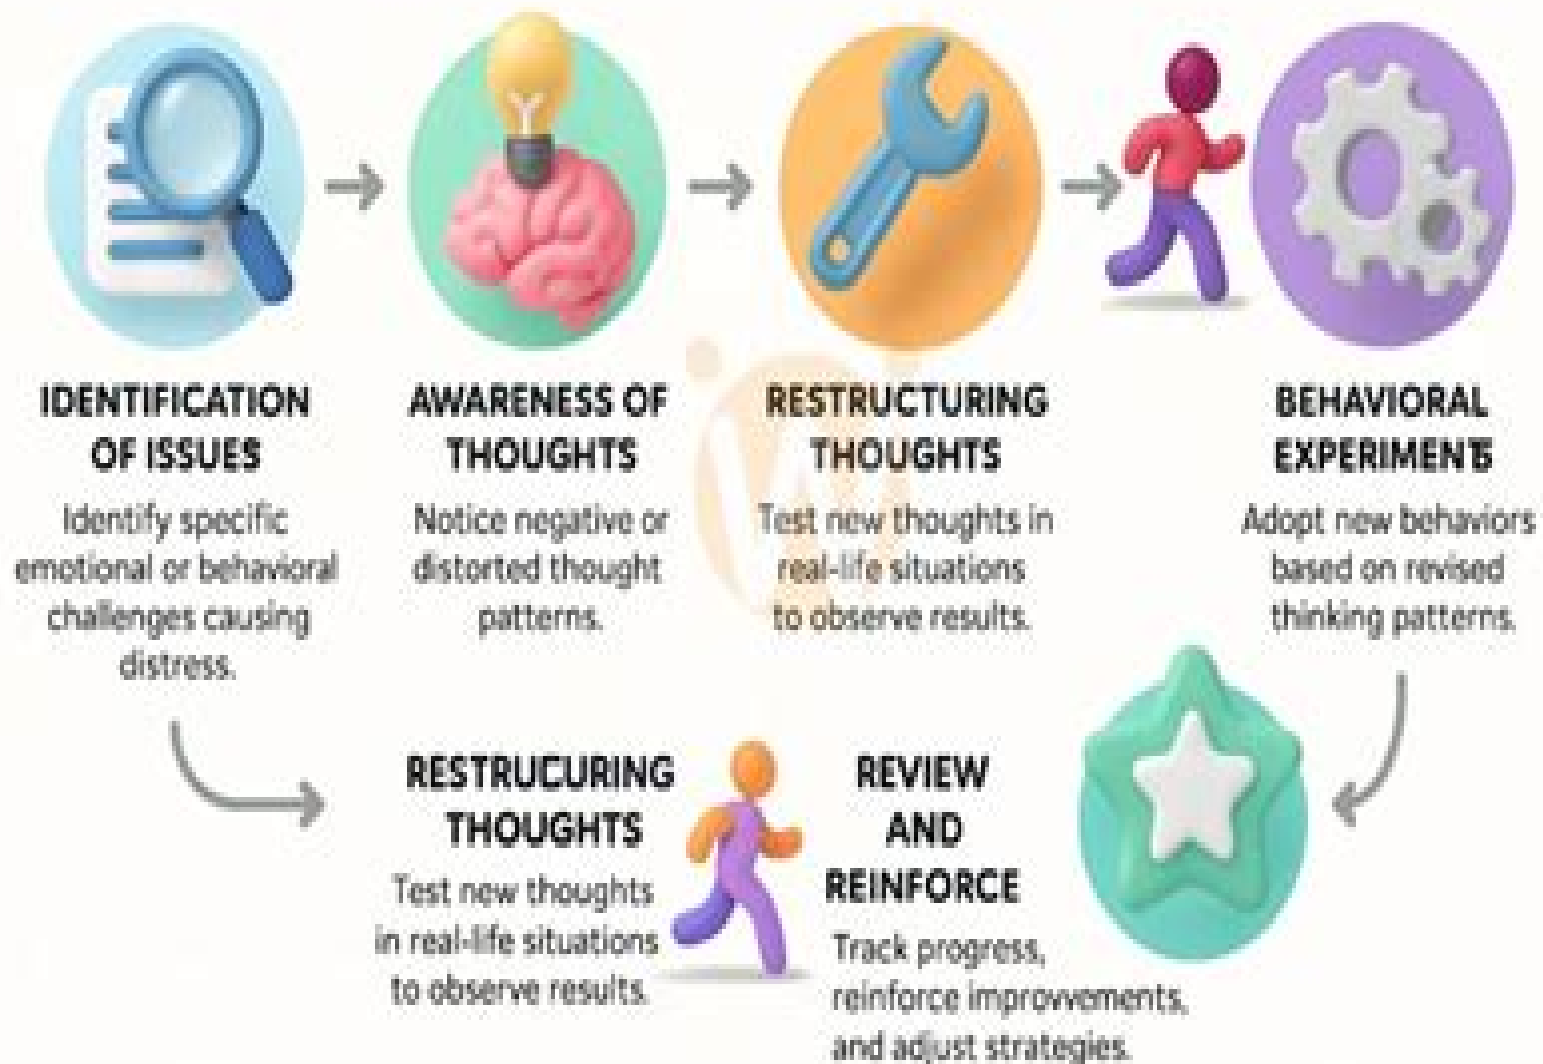 IDENTIFICATION
OF ISSUES
Identify specific
emotional or behavioral
challenges causing
distress.
AWARENESS OF
THOUGHTS
Notice negative or
distorted thought
patterns.
RESTRUCTURING
THOUGHTS
Test new thoughts in
real-life situations
to observe results.
BEHAVIORAL
EXPERIMENTS
Adopt new behaviors
based on revised
thinking patterns.
RESTRUCURING
THOUGHTS
Test new thoughts
in real-life situations
to observe results.
REVIEW
AND
REINFORCE
Track progress,
reinforce improvvements,
and adjust strategies.